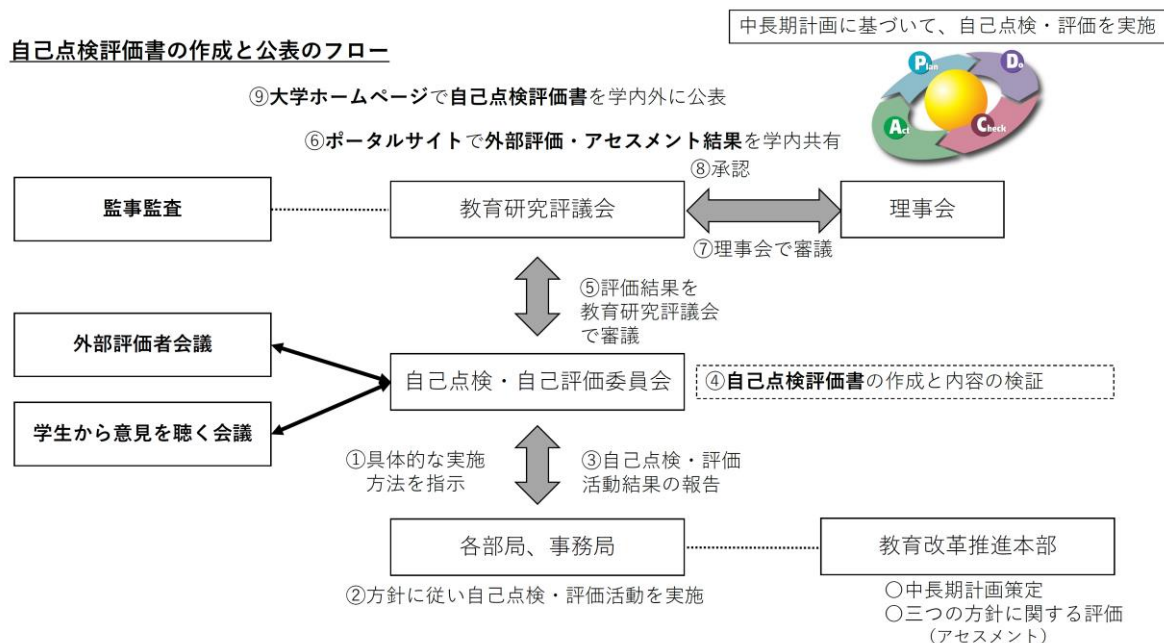 中長期計画に基づいて、自己点検・評価を実施
自己点検評価書の作成と公表のフロー
Plan
Do
Check
Act
⑨大学ホームページで自己点検評価書を学内外に公表
⑥ポータルサイトで外部評価・アセスメント結果を学内共有
監事監査
教育研究評議会
⑧承認
⑦理事会で審議
理事会
⑤評価結果を
教育研究評議会
で審議
外部評価者会議
学生から意見を聴く会議
自己点検・自己評価委員会
④自己点検評価書の作成と内容の検証
①具体的な実施
方法を指示
③自己点検・評価
活動結果の報告
各部局、事務局
②方針に従い自己点検・評価活動を実施
教育改革推進本部
〇中長期計画策定
〇三つの方針に関する評価
（アセスメント）